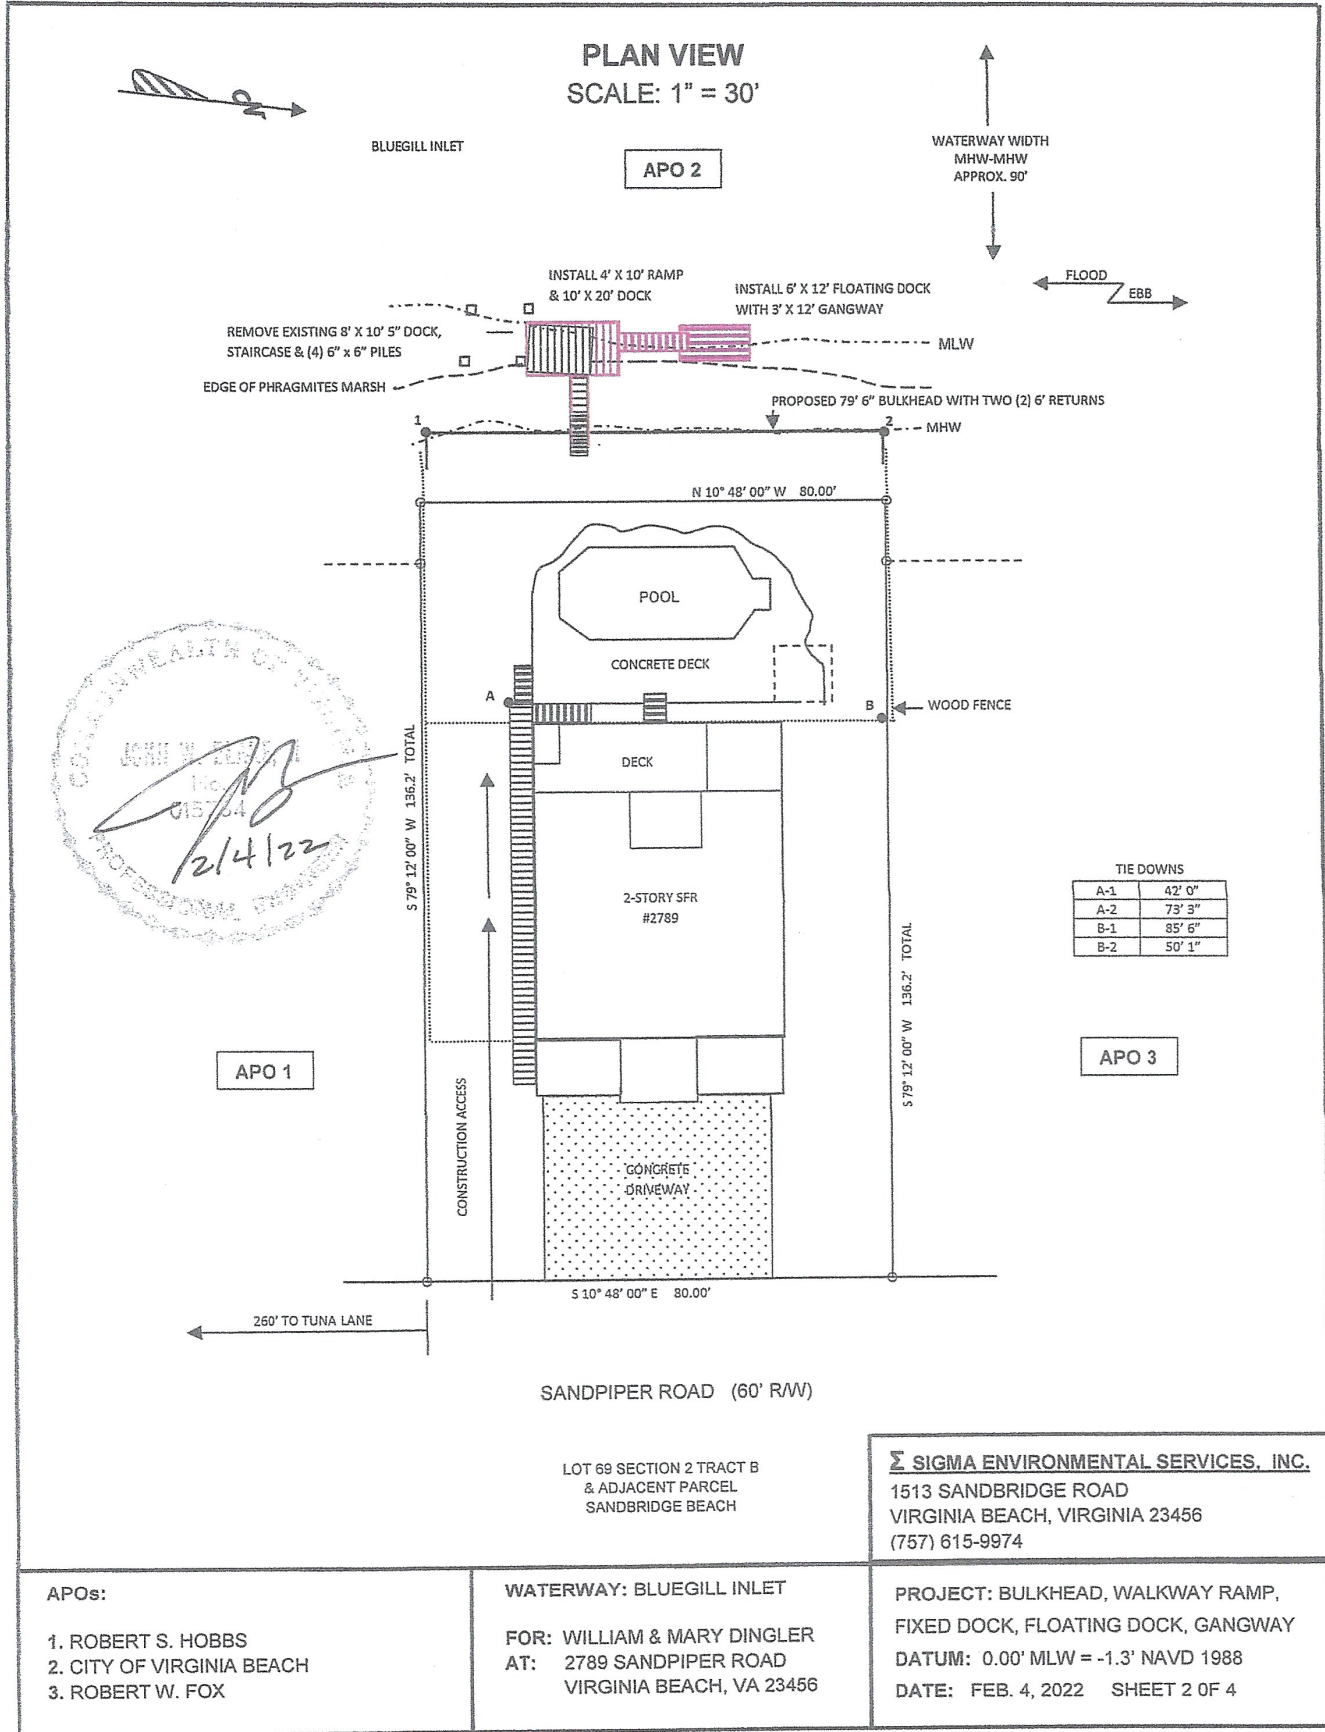 PLAN VIEW
SCALE: 1" = 30'
N
BLUEGILL INLET
APO 2
WATERWAY WIDTH
MHW-MHW
APPROX. 90'
FLOOD
EBB
INSTALL 4' X 10' RAMP
& 10' X 20' DOCK
INSTALL 6' X 12' FLOATING DOCK
WITH 3' X 12' GANGWAY
REMOVE EXISTING 8' X 10' 5" DOCK,
STAIRCASE & (4) 6" x 6" PILES
MLW
EDGE OF PHRAGMITES MARSH
PROPOSED 79' 6" BULKHEAD WITH TWO (2) 6' RETURNS
1
2
MHW
N 10° 48' 00" W 80.00'
POOL
CONCRETE DECK
A
B
WOOD FENCE
DECK
S 79° 12' 00" W 136.2' TOTAL
COMMONWEALTH OF VIRGINIA
No.
PROFESSIONAL ENGINEER
2/4/22
2-STORY SFR
#2789
TIE DOWNS
A-1 42' 0"
A-2 73' 3"
B-1 85' 6"
B-2 50' 1"
S 79° 12' 00" W 136.2' TOTAL
APO 1
APO 3
CONSTRUCTION ACCESS
CONCRETE
DRIVEWAY
S 10° 48' 00" E 80.00'
260' TO TUNA LANE
SANDPIPER ROAD (60' R/W)
LOT 69 SECTION 2 TRACT B
& ADJACENT PARCEL
SANDBRIDGE BEACH
Σ SIGMA ENVIRONMENTAL SERVICES, INC.
1513 SANDBRIDGE ROAD
VIRGINIA BEACH, VIRGINIA 23456
(757) 615-9974
APOs:
1. ROBERT S. HOBBS
2. CITY OF VIRGINIA BEACH
3. ROBERT W. FOX
WATERWAY: BLUEGILL INLET
FOR: WILLIAM & MARY DINGLER
AT: 2789 SANDPIPER ROAD
VIRGINIA BEACH, VA 23456
PROJECT: BULKHEAD, WALKWAY RAMP,
FIXED DOCK, FLOATING DOCK, GANGWAY
DATUM: 0.00' MLW = -1.3' NAVD 1988
DATE: FEB. 4, 2022 SHEET 2 0F 4